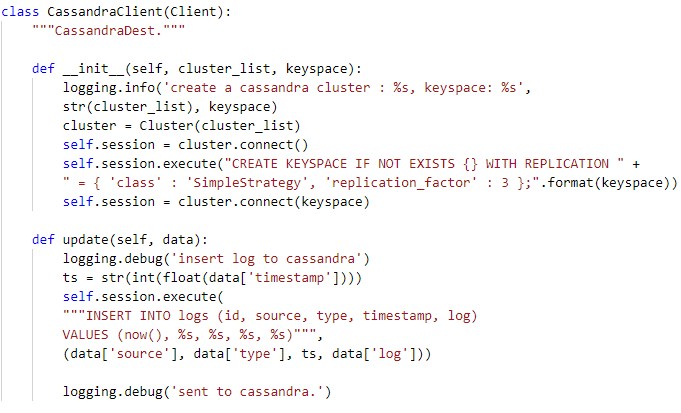 class CassandraClient(Client):
    """CassandraDest."""

    def __init__(self, cluster_list, keyspace):
        logging.info('create a cassandra cluster : %s, keyspace: %s',
        str(cluster_list), keyspace)
        cluster = Cluster(cluster_list)
        self.session = cluster.connect()
        self.session.execute("CREATE KEYSPACE IF NOT EXISTS {} WITH REPLICATION " +
        " = { 'class' : 'SimpleStrategy', 'replication_factor' : 3 };".format(keyspace))
        self.session = cluster.connect(keyspace)

    def update(self, data):
        logging.debug('insert log to cassandra')
        ts = str(int(float(data['timestamp'])))
        self.session.execute(
        """INSERT INTO logs (id, source, type, timestamp, log)
        VALUES (now(), %s, %s, %s, %s)""",
        (data['source'], data['type'], ts, data['log']))

        logging.debug('sent to cassandra.')